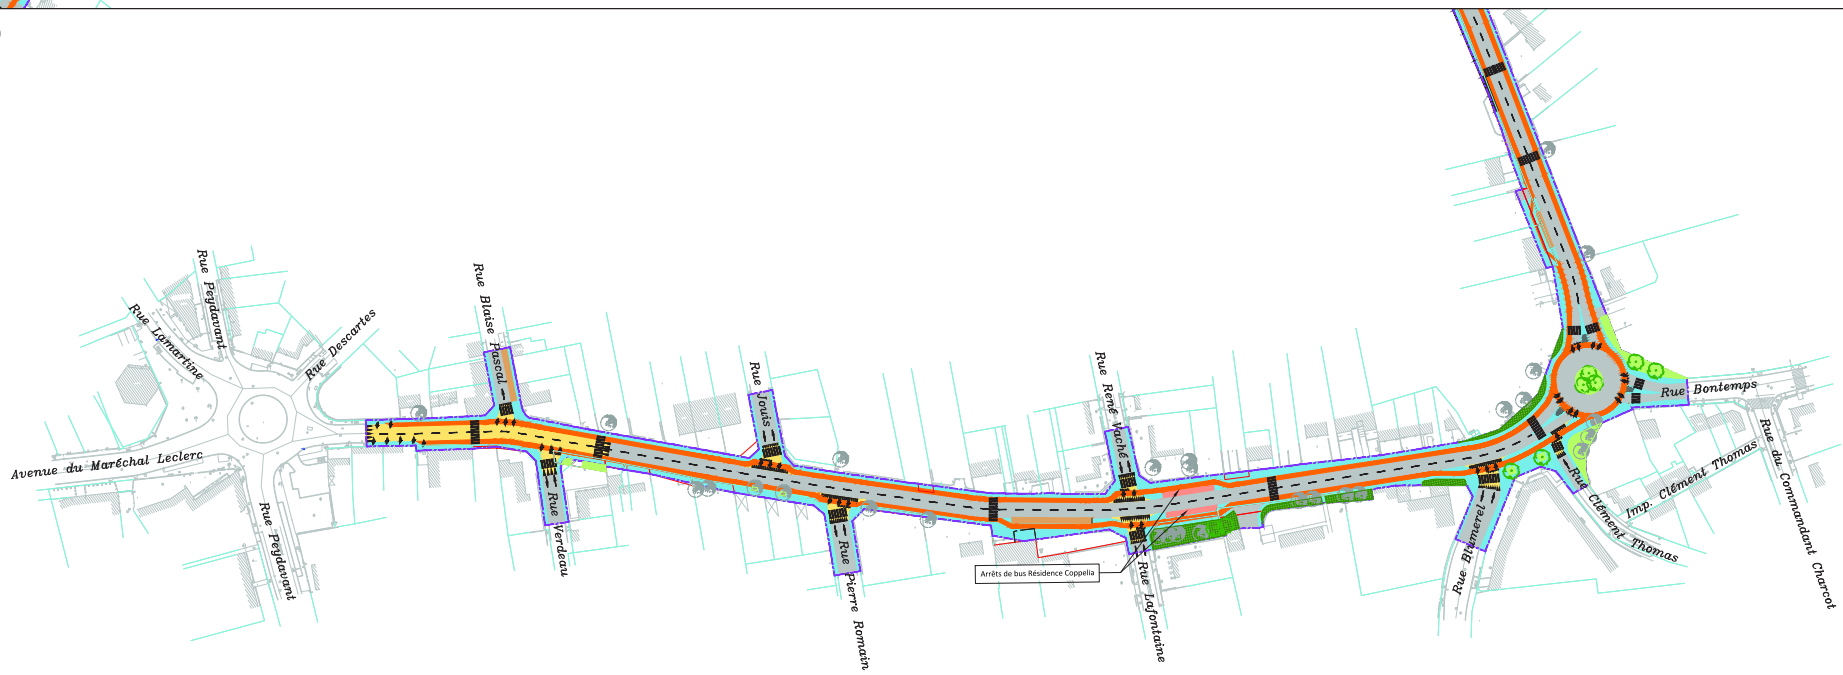 Rue Peydavant
Rue Lamartine
Rue Descartes
Avenue du Maréchal Leclerc
Rue Peydavant
Rue Blaise Pascal
Rue Verdeau
Rue Jouis
Rue Pierre Romain
Rue René Vaché
Arrêts de bus Résidence Coppelia
Rue Lafontaine
Rue Blumerel
Rue Clément Thomas
Imp. Clément Thomas
Rue Bontemps
Rue du Commandant Charcot